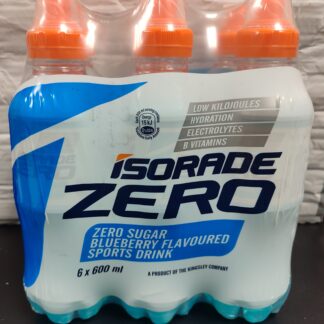 LOW KILOJOULES
HYDRATION
ELECTROLYTES
B VITAMINS
ISORADE
ZERO
ZERO SUGAR
BLUEBERRY FLAVOURED
SPORTS DRINK
6 x 600 ml
A PRODUCT OF THE KINGSLEY COMPANY